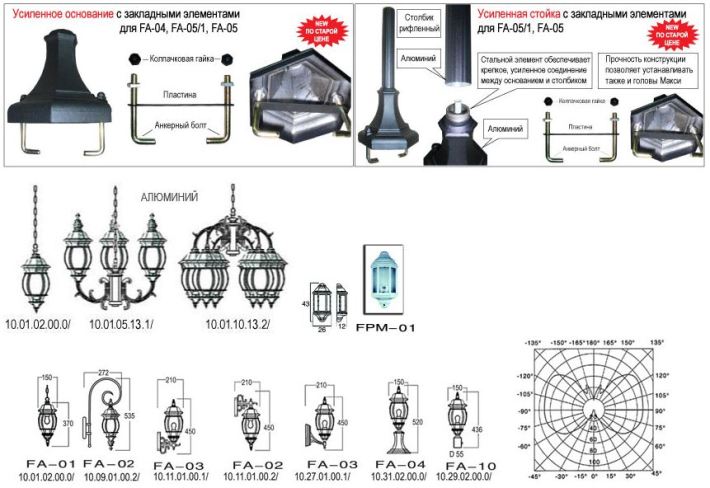 Усиленное основание с закладными элементами
для FA-04, FA-05/1, FA-05
NEW
ПО СТАРОЙ
ЦЕНЕ
Колпачковая гайка
Пластина
Анкерный болт
Столбик
рифленный
Алюминий
Усиленная стойка с закладными элементами
для FA-05/1, FA-05
NEW
ПО СТАРОЙ
ЦЕНЕ
Стальной элемент обеспечивает
крепкое, усиленное соединение
между основанием и столбиком
Прочность конструкции
позволяет устанавливать
также и головы Макси
Колпачковая гайка
Пластина
Анкерный болт
Алюминий
АЛЮМИНИЙ
10.01.02.00.0/
10.01.05.13.1/
10.01.10.13.2/
43
26
12
FPM-01
150
370
FA-01
10.01.02.00.0/
272
535
FA-02
10.09.01.00.2/
210
450
FA-03
10.11.01.00.1/
210
450
FA-02
10.11.01.00.2/
210
450
FA-03
10.27.01.00.1/
150
520
FA-04
10.31.02.00.0/
150
436
D 55
FA-10
10.29.02.00.0/
-135° -150° -165° 180° 165° 150° 135°
-120° 120°
-105° 105°
-90° 90°
-75° 75°
-60° 60°
-45° -30° -15° 0° 15° 30° 45°
40
60
80
100